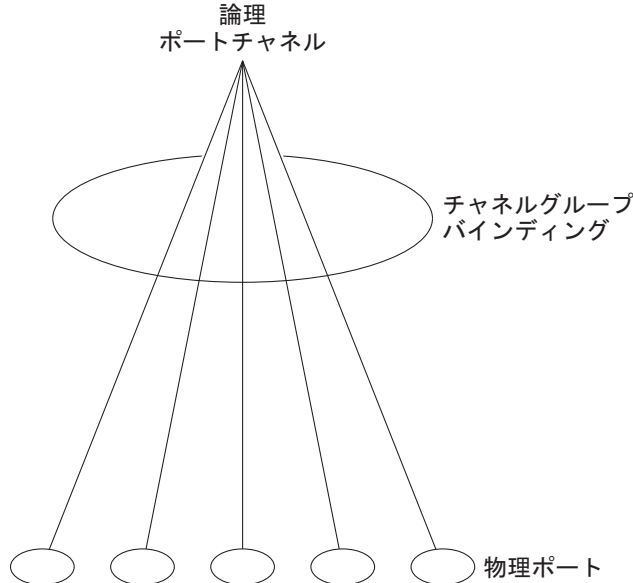 論理
ポートチャネル
チャネルグループ
バインディング
物理ポート